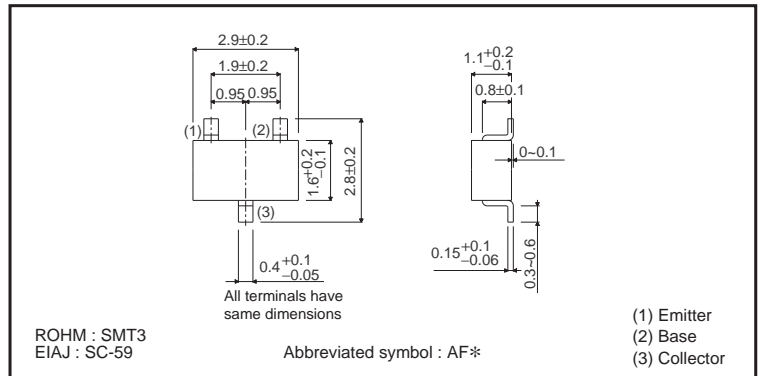 2.9±0.2
1.9±0.2
0.95 0.95
(1) (2)
(3)
1.6+0.2 −0.1
2.8±0.2
0.4+0.1 −0.05
All terminals have
same dimensions
1.1+0.2 −0.1
0.8±0.1
0~0.1
0.15+0.1 −0.06
0.3~0.6
ROHM : SMT3
EIAJ : SC-59
Abbreviated symbol : AF*
(1) Emitter
(2) Base
(3) Collector